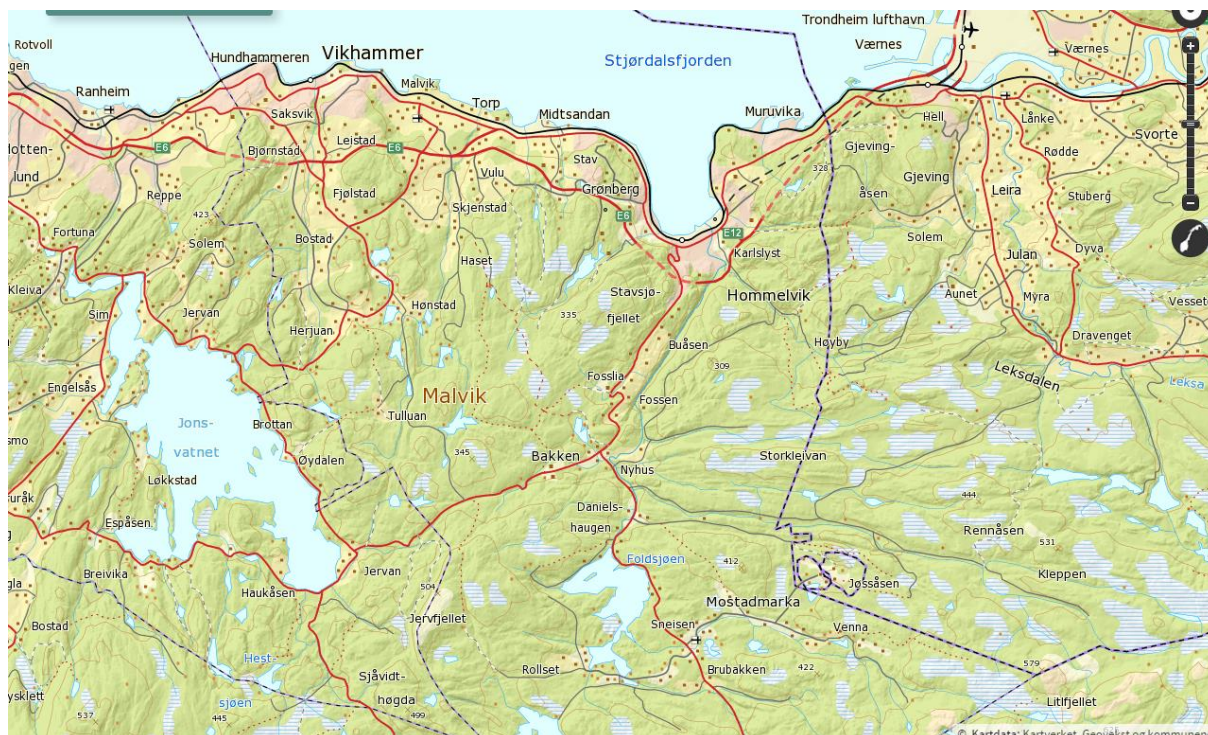 Trondheim lufthavn
Værnes
Værnes
Rotvoll
Hundhammeren
Vikhammer
Stjørdalsfjorden
Ranheim
Malvik
Torp
Midtsandan
Muruvika
Hell
Lånke
Svorte
Saksvik
E6
Bjørnstad
Leistad
E6
Stav
Gjeving-
åsen
Rødde
lund
Reppe
Fjølstad
Vulu
Grønberg
328
Gjeving
Leira
Stuberg
423
Skjenstad
E6
E12
Fortuna
Solem
Bostad
Haset
Karlslyst
Solem
Julan
Dyva
Kleiva
Sim
Jervan
Hønstad
Stavsjø-
fjellet
Hommelvik
Aunet
Myra
Herjuan
335
Buåsen
Høyby
Dravenget
Engelsås
Fosslia
309
Leksdalen
Leksa
Malvik
Jons-
vatnet
Brottan
Tulluan
Fossen
Øydalen
345
Bakken
Nyhus
Storkleivan
Løkkstad
444
Espåsen
Daniels-
haugen
Rennåsen
531
Breivika
Jervan
Foldsjøen
412
Kleppen
Haukåsen
504
Jøssåsen
Mostadmarka
Bostad
Jervfjellet
Sneisen
Venna
Hest-
sjøen
Rollset
Brubakken
422
579
Sjåvidt-
høgda
Litlfjellet
537
445
499
© Kartdata: Kartverket, Geovekst og kommunen